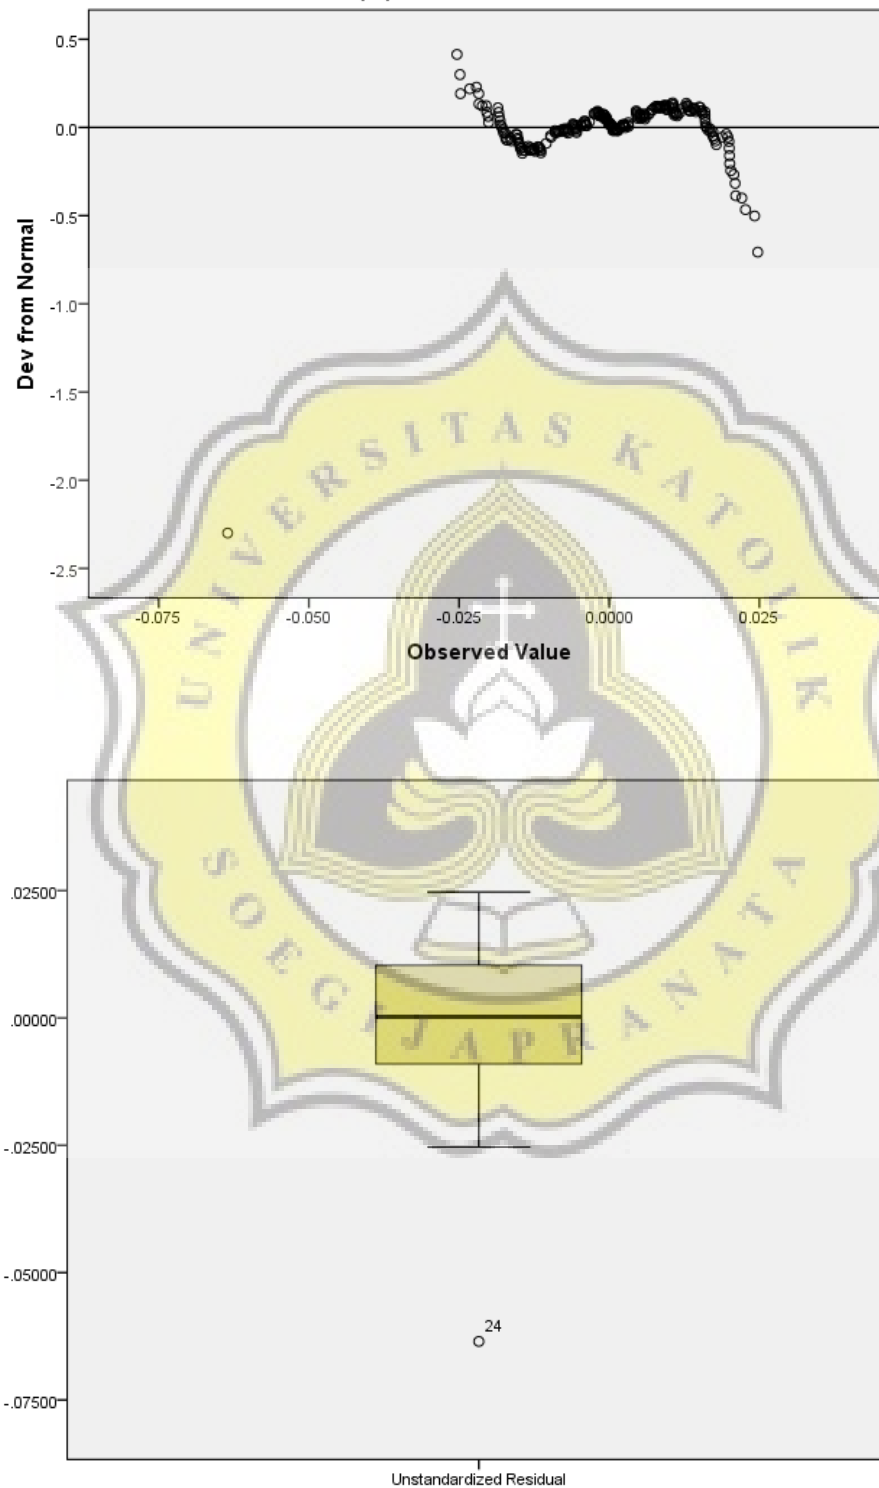 0.5
0.0
-0.5
-1.0
-1.5
-2.0
-2.5
Dev from Normal
-0.075 -0.050 -0.025 0.0000 0.025
Observed Value
UNIVERSITAS KATOLIK
SOEGIJAPRANATA
.02500
.00000
-.02500
-.05000
-.07500
24
Unstandardized Residual